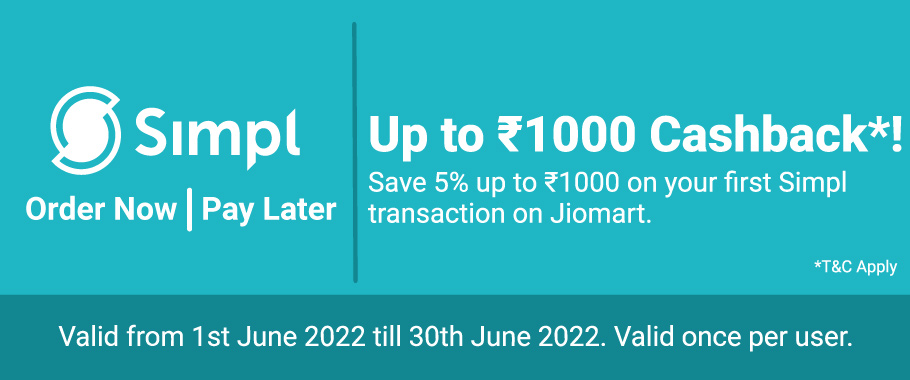 Simpl
Order Now | Pay Later
Up to ₹1000 Cashback*!
Save 5% up to ₹1000 on your first Simpl
transaction on Jiomart.
*T&C Apply
Valid from 1st June 2022 till 30th June 2022. Valid once per user.